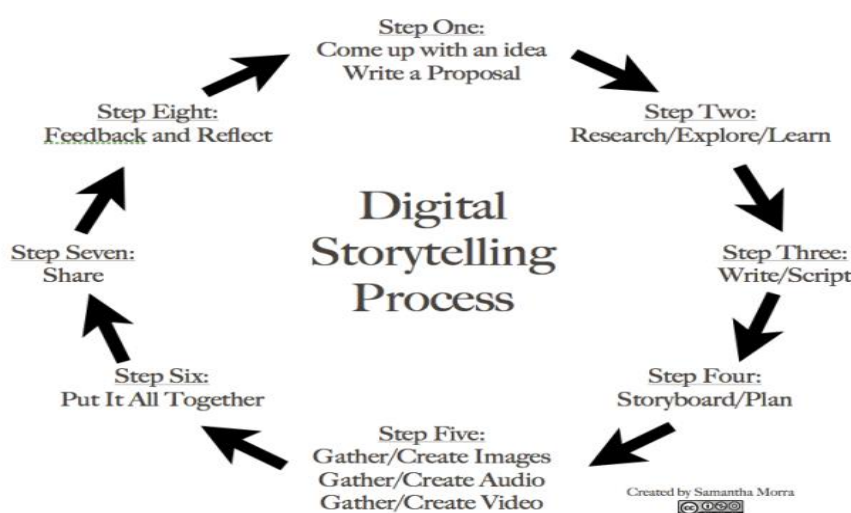 Step One:
Come up with an idea
Write a Proposal
Step Two:
Research/Explore/Learn
Step Three:
Write/Script
Step Four:
Storyboard/Plan
Step Five:
Gather/Create Images
Gather/Create Audio
Gather/Create Video
Step Six:
Put It All Together
Step Seven:
Share
Step Eight:
Feedback and Reflect
Digital
Storytelling
Process
Created by Samantha Morra